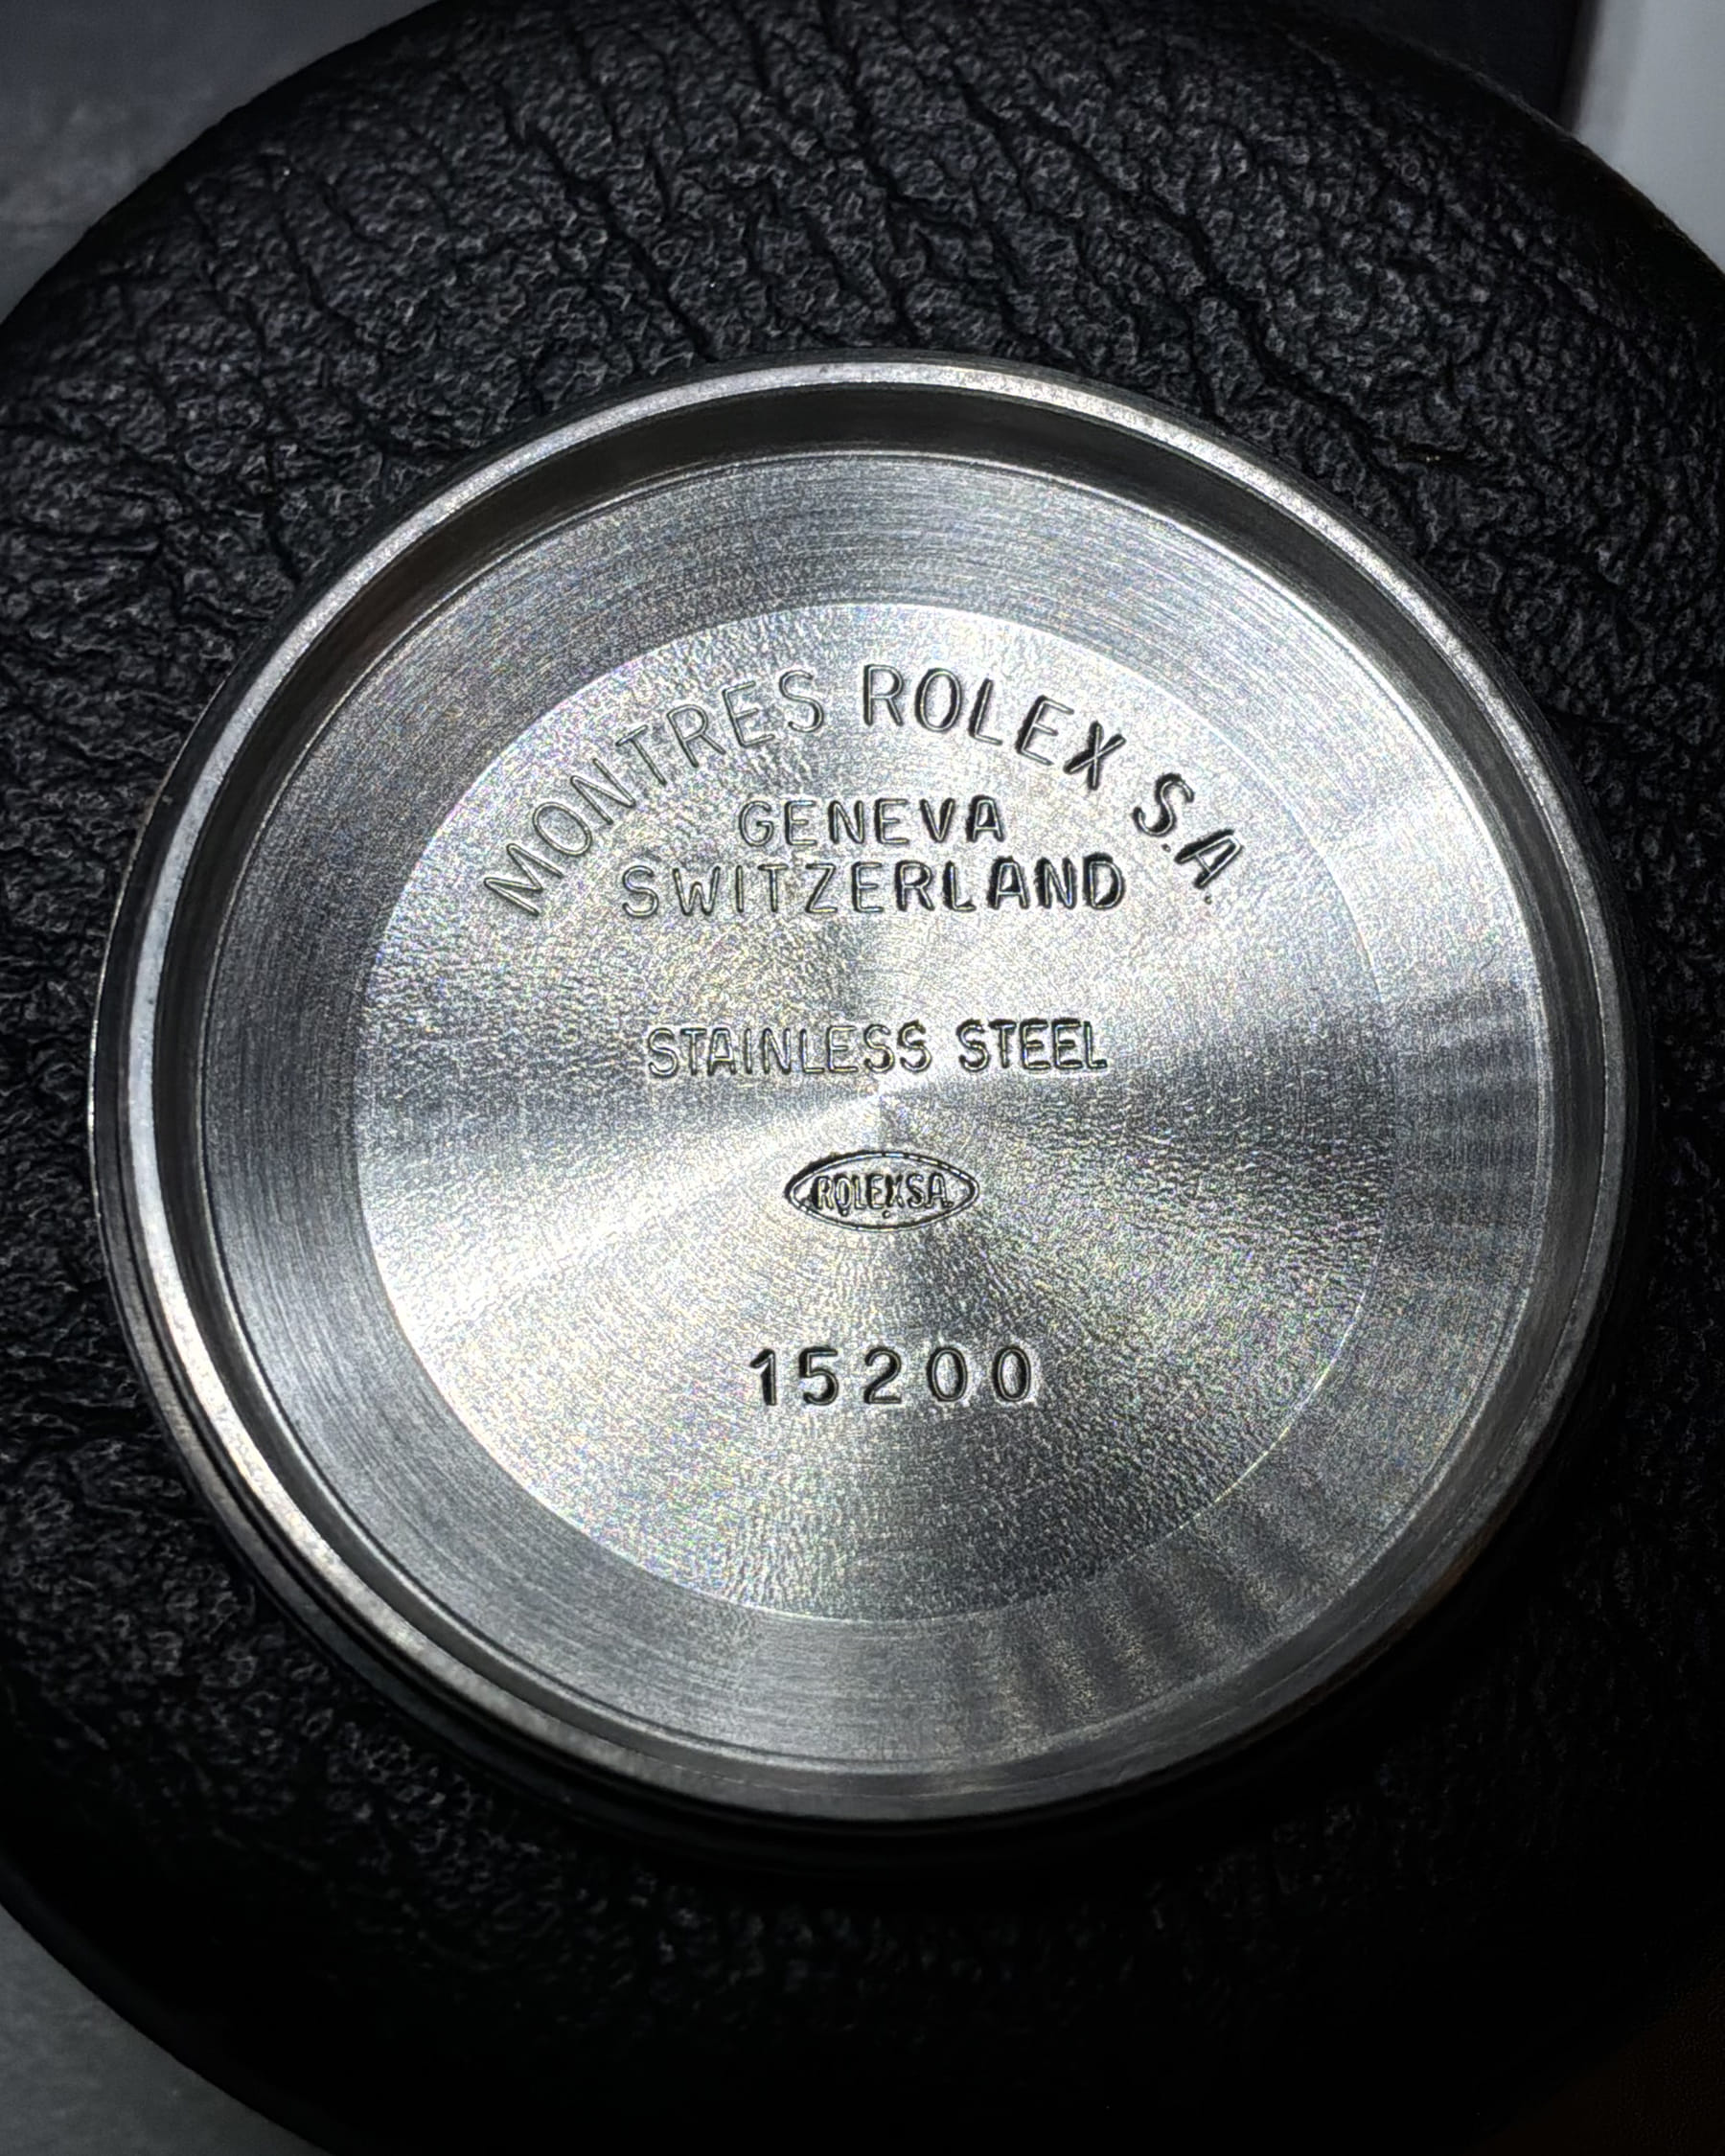 MONTRES ROLEX S.A.
GENEVA
SWITZERLAND
STAINLESS STEEL
ROLEX S.A.
15200